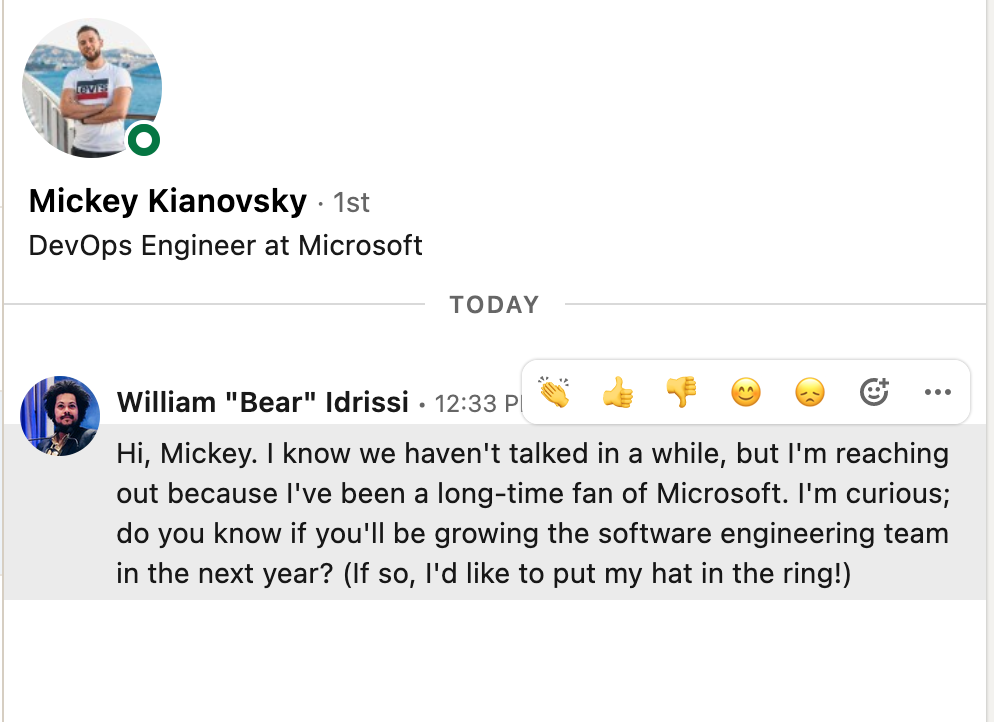 LEVI'S
Mickey Kianovsky · 1st
DevOps Engineer at Microsoft
TODAY
William "Bear" Idrissi · 12:33
Hi, Mickey. I know we haven't talked in a while, but I'm reaching
out because I've been a long-time fan of Microsoft. I'm curious;
do you know if you'll be growing the software engineering team
in the next year? (If so, I'd like to put my hat in the ring!)